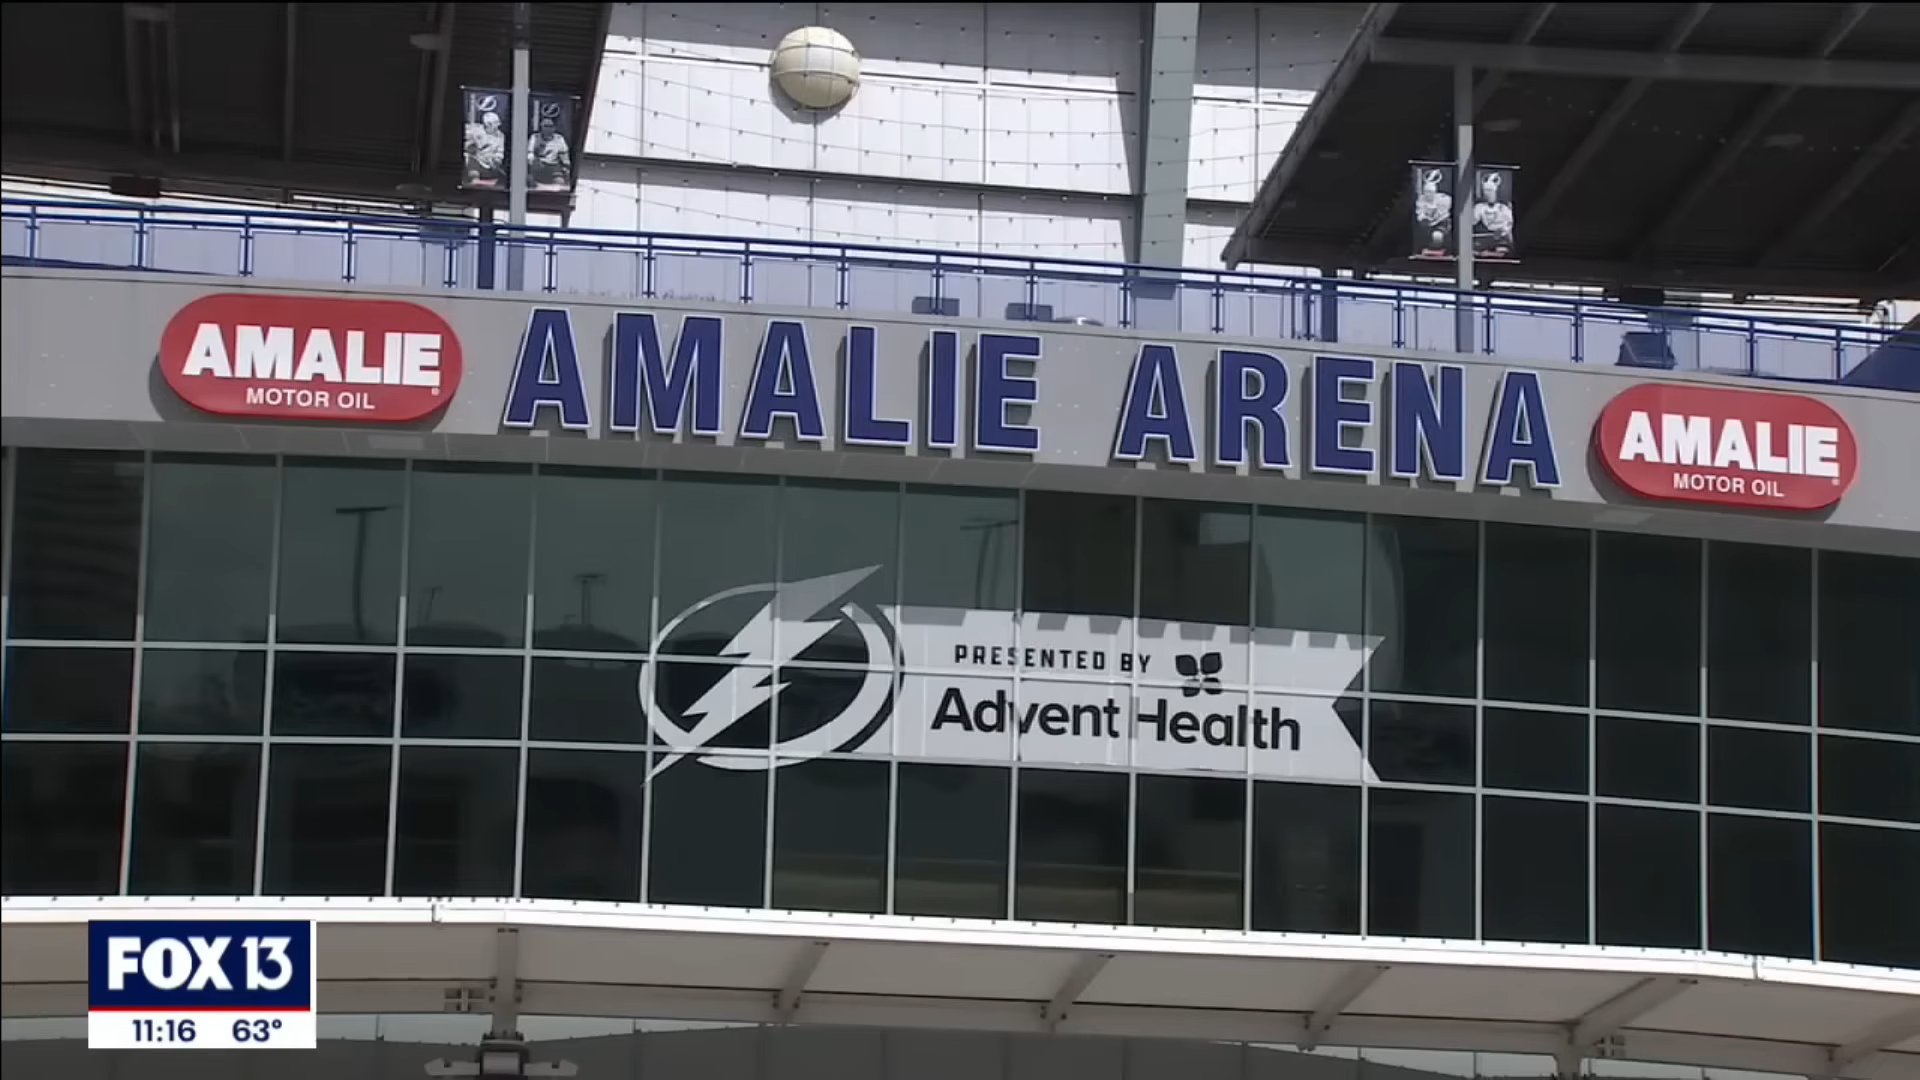 AMALIE
MOTOR OIL
AMALIE ARENA
AMALIE
MOTOR OIL
PRESENTED BY
AdventHealth
FOX 13
11:16 63°